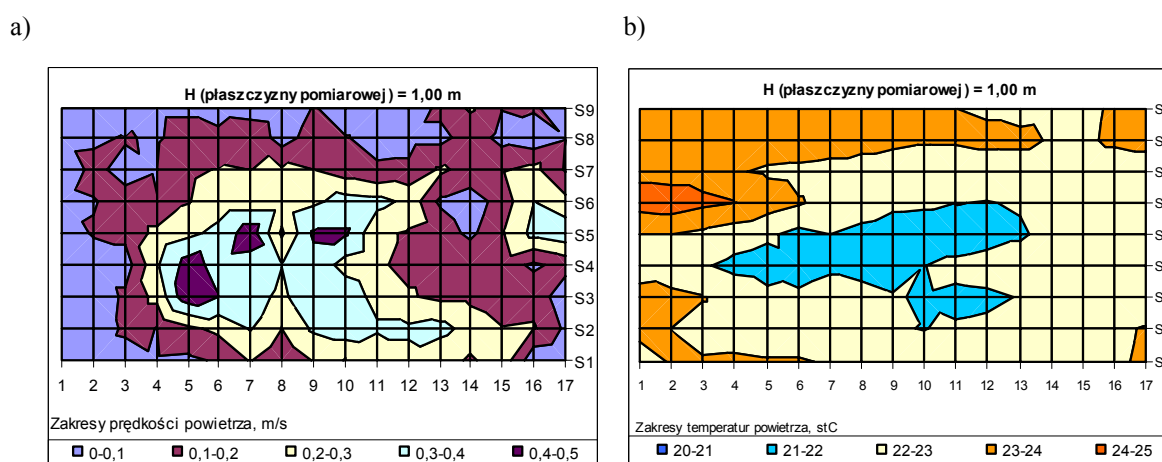 a)
b)
H (płaszczyzny pomiarowej) = 1,00 m
S9
S8
S7
S6
S5
S4
S3
S2
S1
1 2 3 4 5 6 7 8 9 10 11 12 13 14 15 16 17
Zakresy prędkości powietrza, m/s
0-0,1 0,1-0,2 0,2-0,3 0,3-0,4 0,4-0,5
H (płaszczyzny pomiarowej) = 1,00 m
S
S
S
S
S
S
S
S
S
1 2 3 4 5 6 7 8 9 10 11 12 13 14 15 16 17
Zakresy temperatur powietrza, stC
20-21 21-22 22-23 23-24 24-25